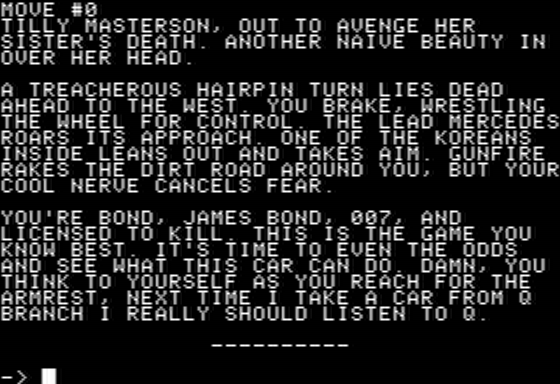 MOVE #0
TILLY MASTERSON, OUT TO AVENGE HER
SISTER'S DEATH. ANOTHER NAIVE BEAUTY IN
OVER HER HEAD.
A TREACHEROUS HAIRPIN TURN LIES DEAD
AHEAD TO THE WEST. YOU BRAKE, WRESTLING
THE WHEEL FOR CONTROL. THE LEAD MERCEDES
ROARS ITS APPROACH. ONE OF THE KOREANS
INSIDE LEANS OUT AND TAKES AIM. GUNFIRE
RAKES THE DIRT ROAD AROUND YOU, BUT YOUR
COOL NERVE CANCELS FEAR.
YOU'RE BOND, JAMES BOND, 007, AND
LICENSED TO KILL. THIS IS THE GAME YOU
KNOW BEST. IT'S TIME TO EVEN THE ODDS
AND SEE WHAT THIS CAR CAN DO. DAMN, YOU
THINK TO YOURSELF AS YOU REACH FOR THE
ARMREST, NEXT TIME I TAKE A CAR FROM Q
BRANCH I REALLY SHOULD LISTEN TO Q.
----------
->